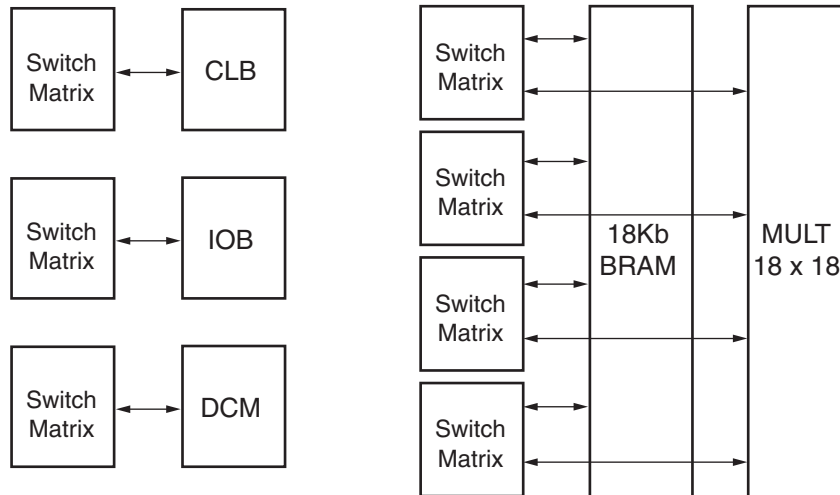 Switch
Matrix
CLB
Switch
Matrix
IOB
Switch
Matrix
DCM
Switch
Matrix
Switch
Matrix
Switch
Matrix
Switch
Matrix
18Kb
BRAM
MULT
18 x 18